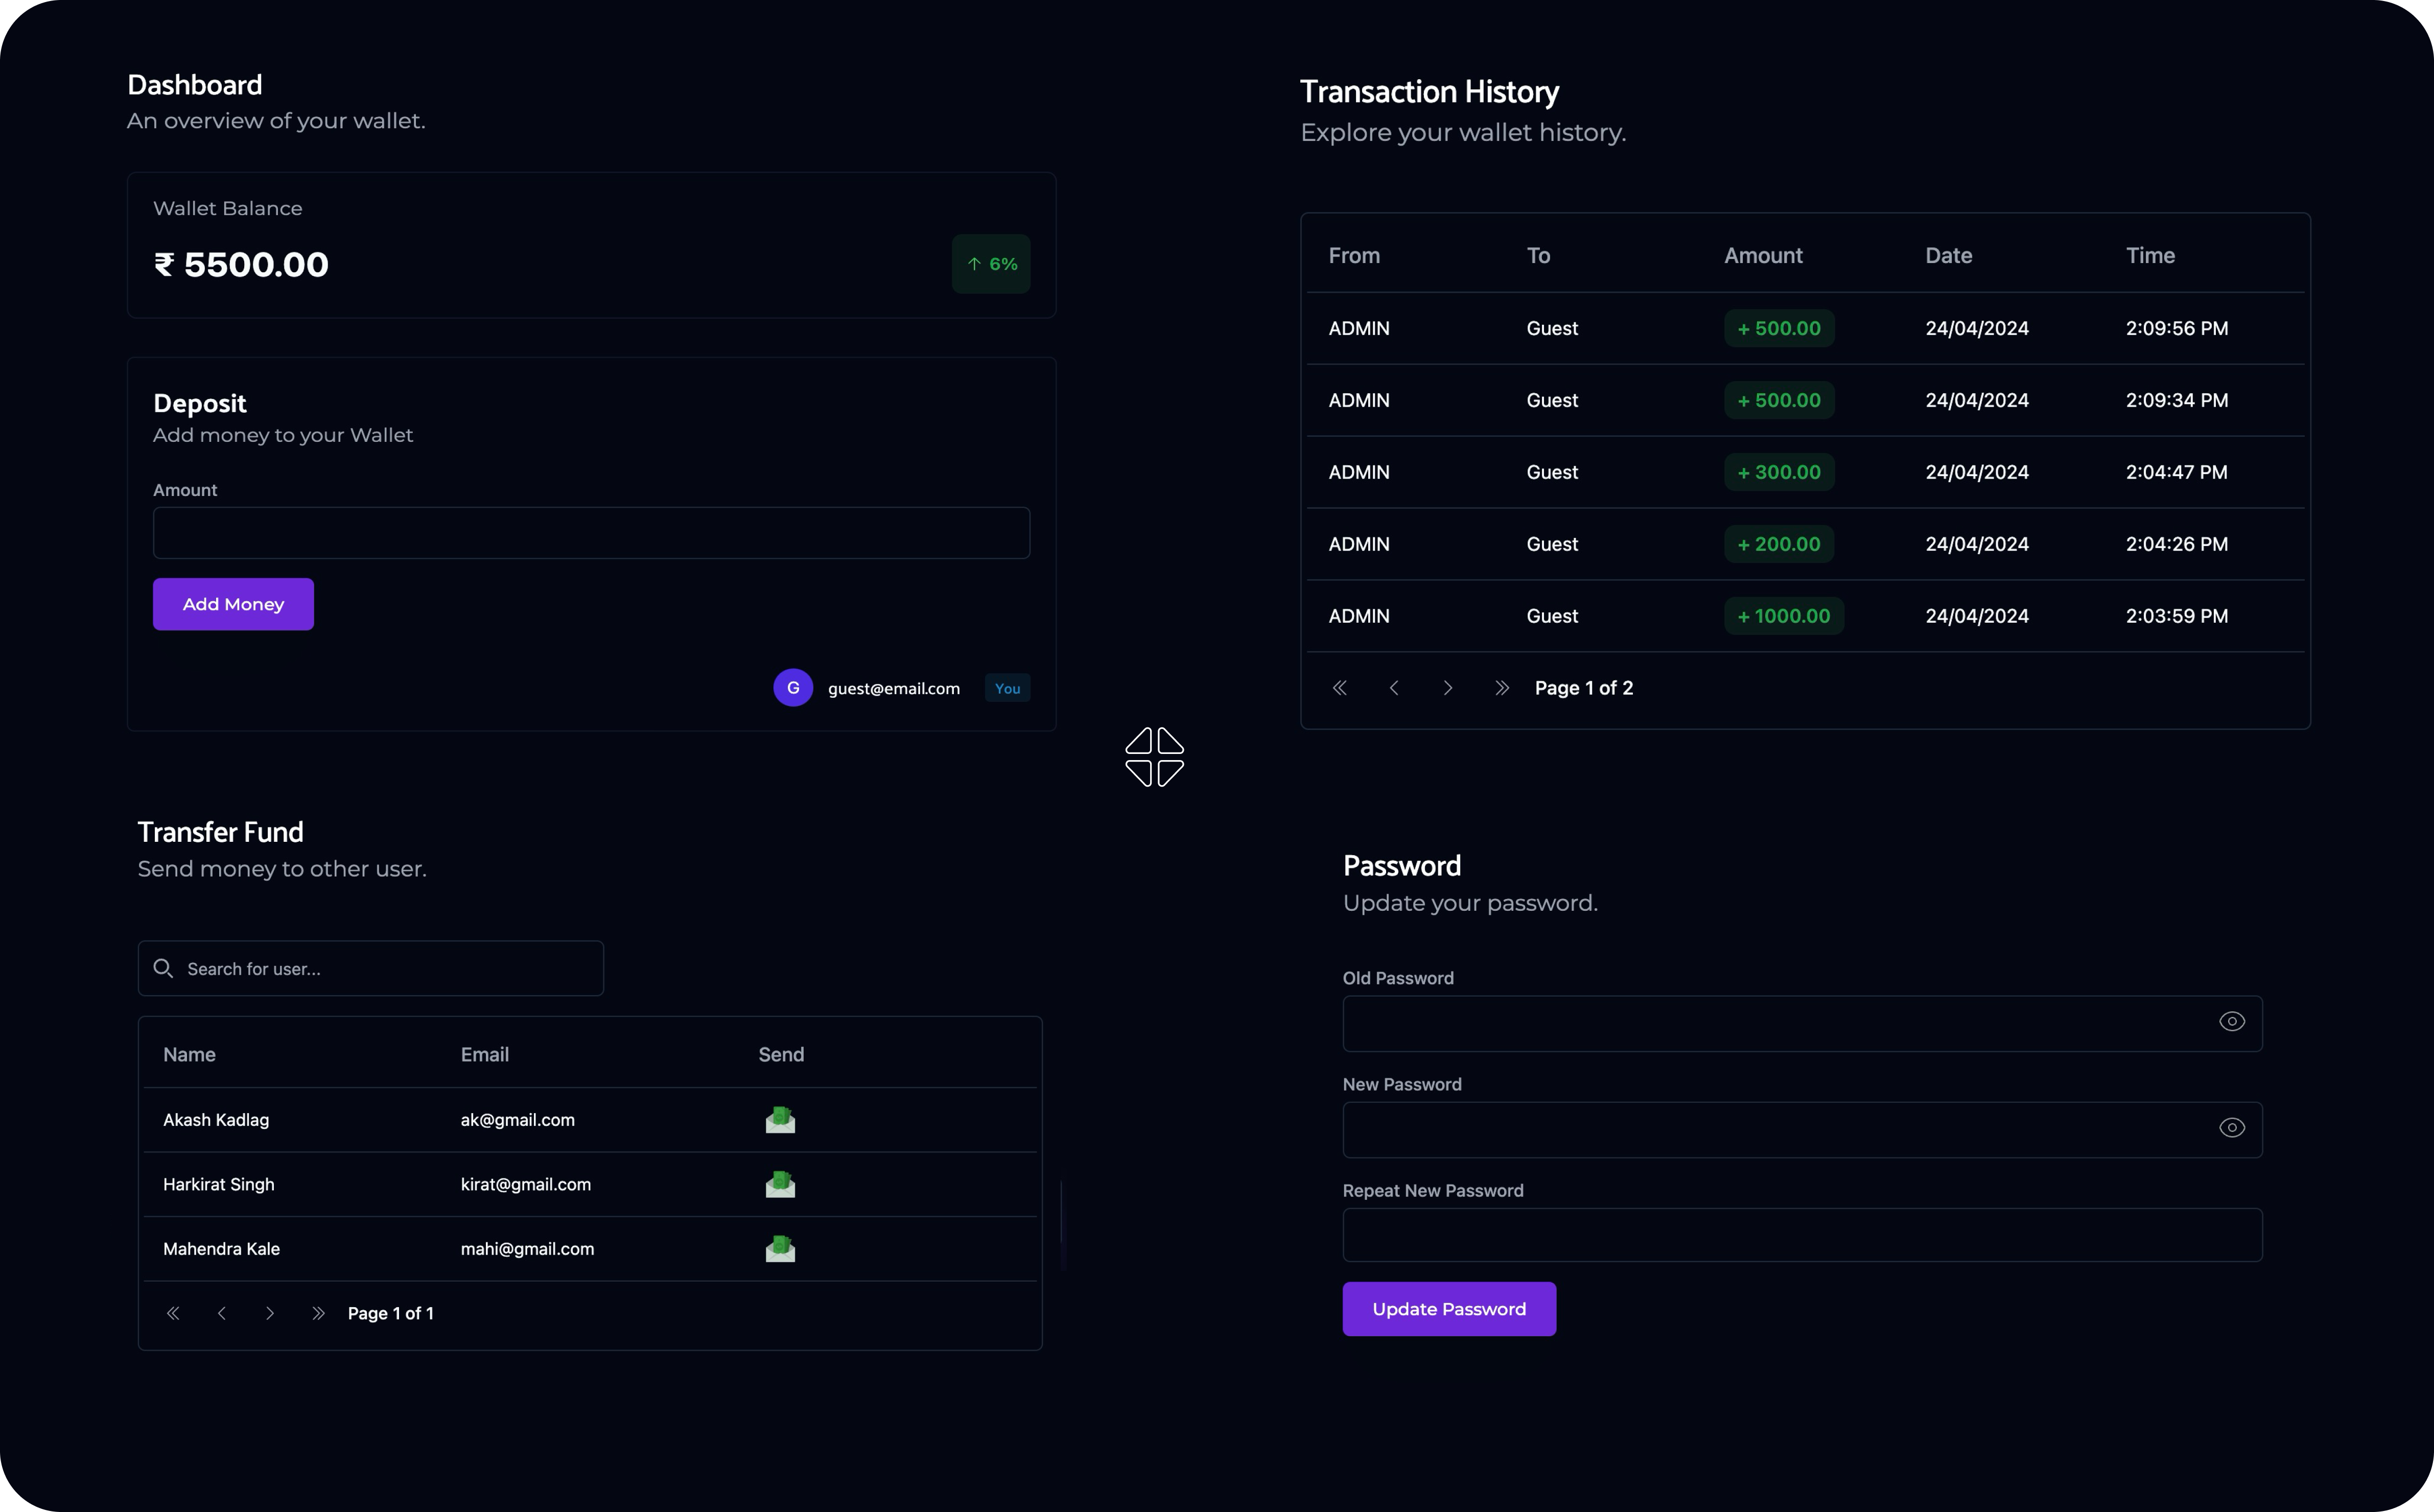 Dashboard
An overview of your wallet.
Wallet Balance
₹ 5500.00
↑ 6%
Deposit
Add money to your Wallet
Amount
Add Money
G guest@email.com You
Transaction History
Explore your wallet history.
From To Amount Date Time
ADMIN Guest + 500.00 24/04/2024 2:09:56 PM
ADMIN Guest + 500.00 24/04/2024 2:09:34 PM
ADMIN Guest + 300.00 24/04/2024 2:04:47 PM
ADMIN Guest + 200.00 24/04/2024 2:04:26 PM
ADMIN Guest + 1000.00 24/04/2024 2:03:59 PM
Page 1 of 2
Transfer Fund
Send money to other user.
Search for user...
Name Email Send
Akash Kadlag ak@gmail.com
Harkirat Singh kirat@gmail.com
Mahendra Kale mahi@gmail.com
Page 1 of 1
Password
Update your password.
Old Password
New Password
Repeat New Password
Update Password